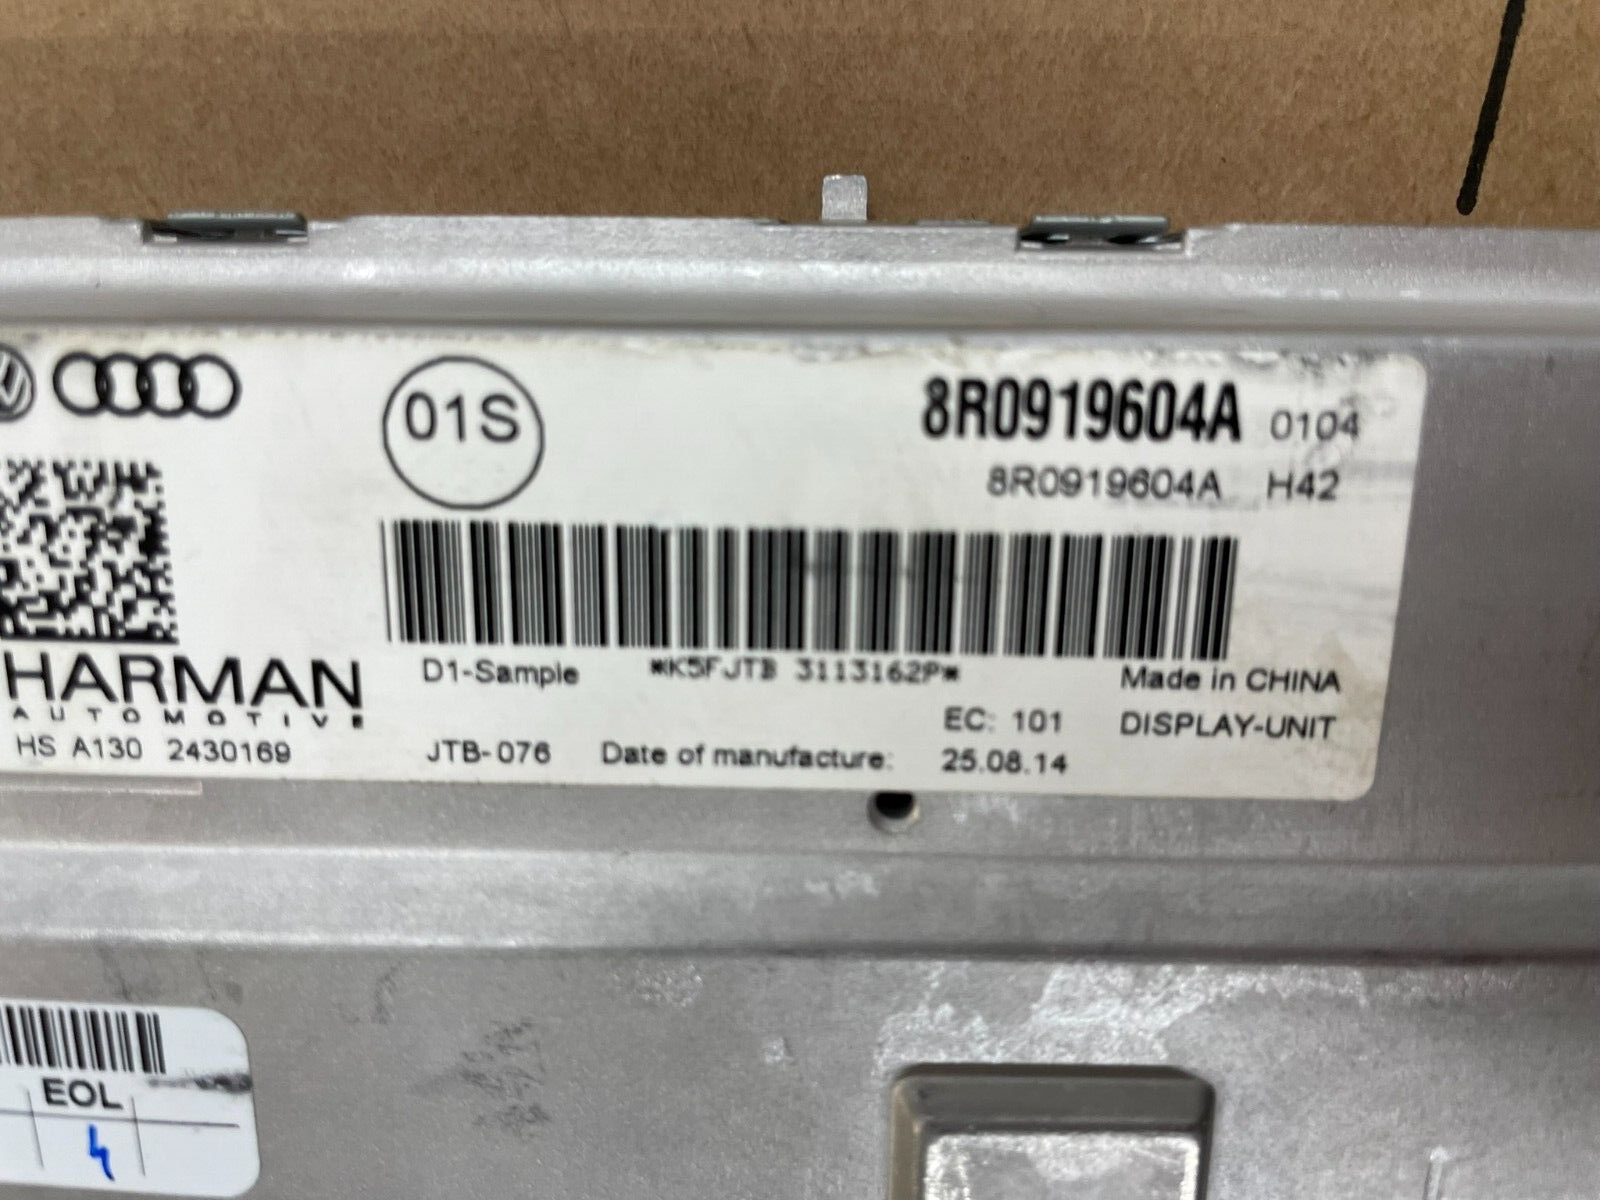 01S
8R0919604A 0104
8R0919604A H42
HARMAN
AUTOMOTIVE
D1-Sample *K5FJTB 3113162P* Made in CHINA
EC: 101 DISPLAY-UNIT
HS A130 2430169 JTB-076 Date of manufacture: 25.08.14
EOL
4